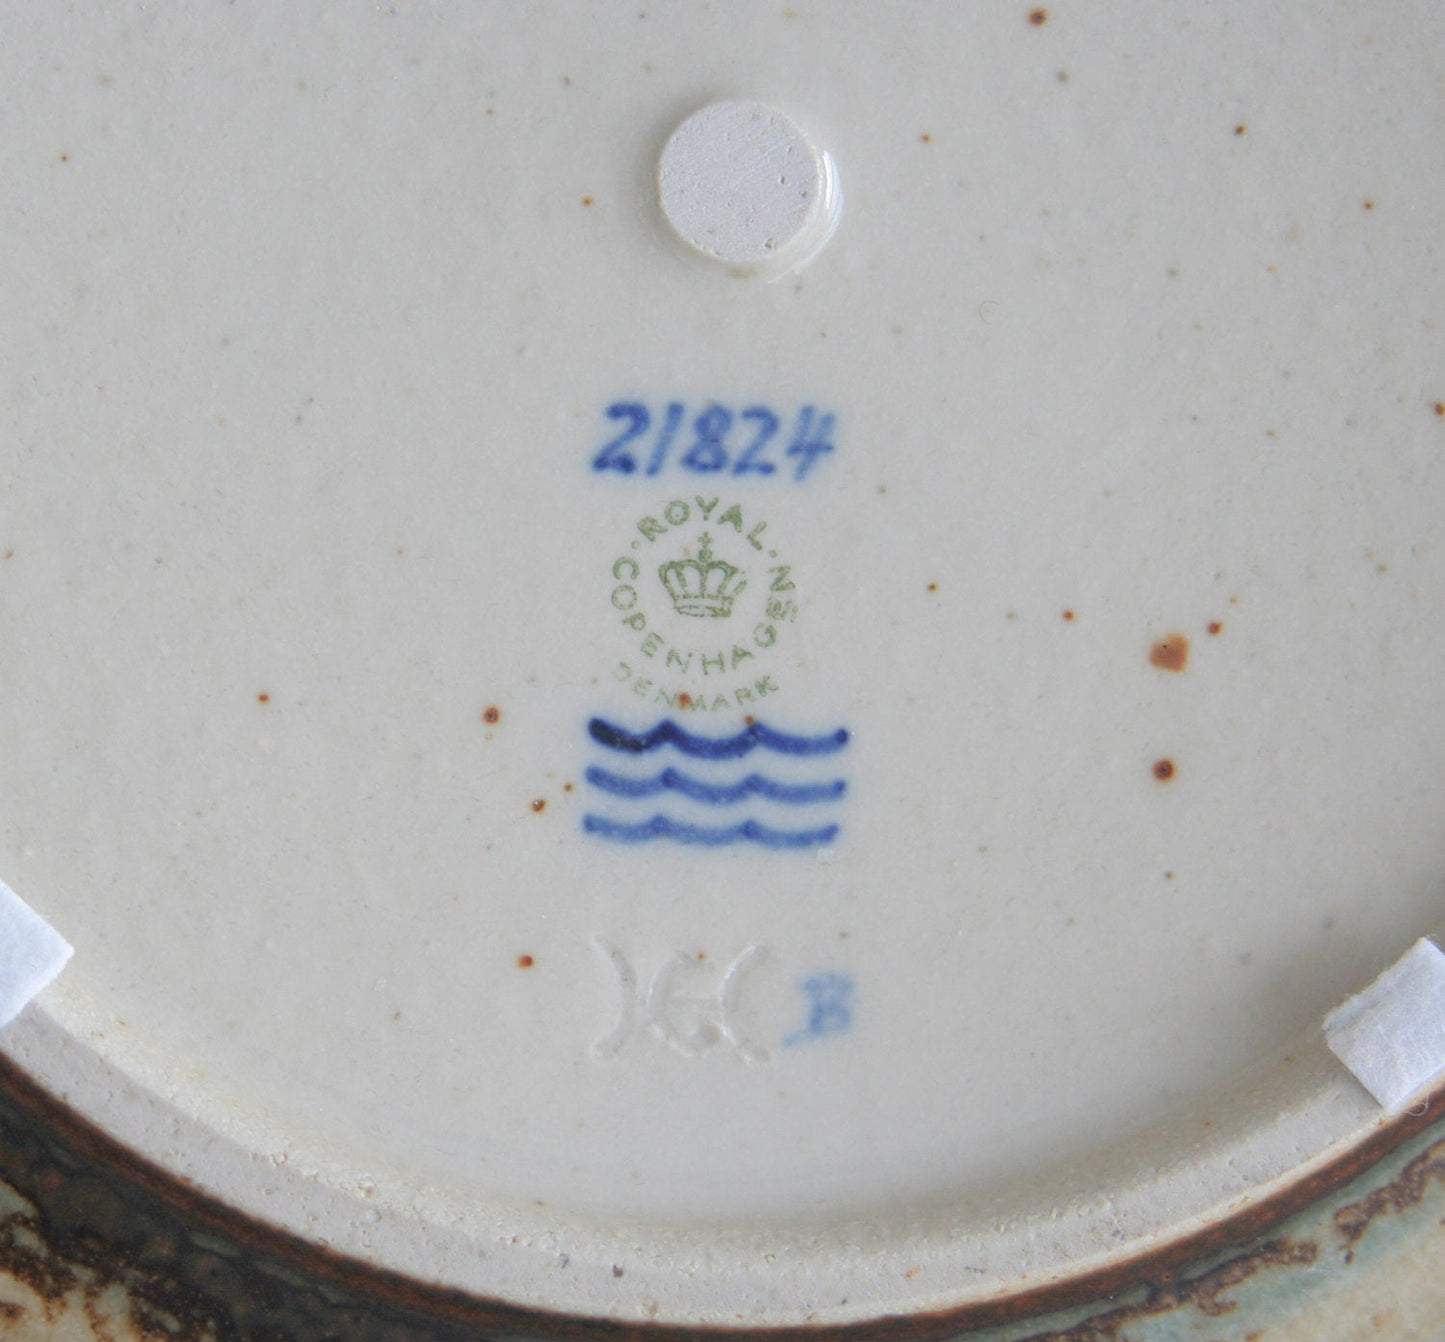 21824
ROYAL
COPENHAGEN
DENMARK
B